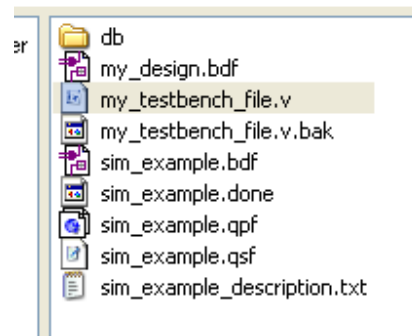 er
db
my_design.bdf
my_testbench_file.v
my_testbench_file.v.bak
sim_example.bdf
sim_example.done
sim_example.qpf
sim_example.qsf
sim_example_description.txt